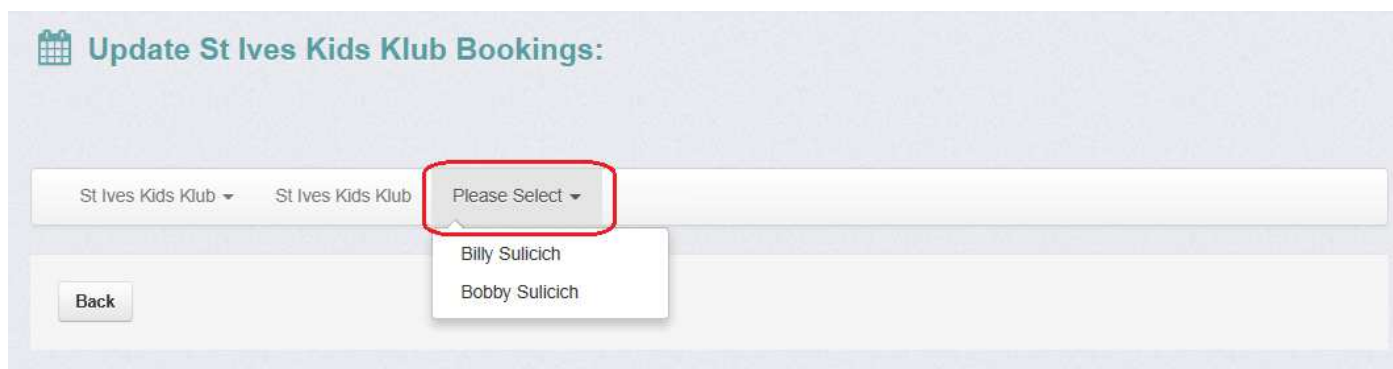 Update St Ives Kids Klub Bookings:
St Ives Kids Klub St Ives Kids Klub Please Select
Billy Sulicich
Bobby Sulicich
Back